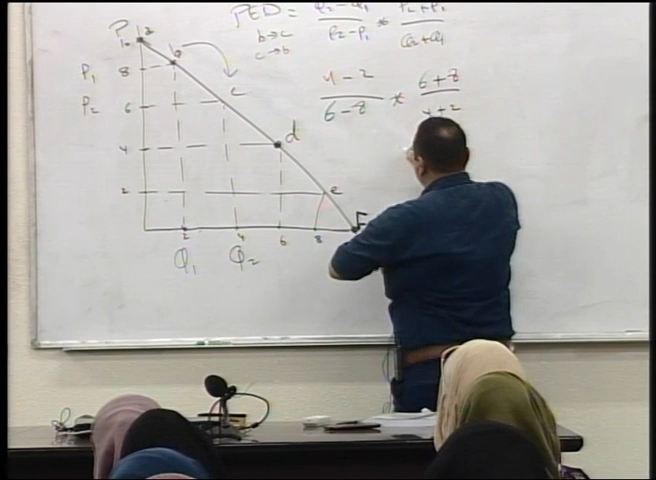 PED = Q2-Q1 * P2+P1
P2-P1 Q2+Q1
b→c
c→b
4-2 * 6+8
6-8 4+2
P
10 a
b
P1 8
c
P2 6
d
4
e
2
F
2 4 6 8
Q1 Q2